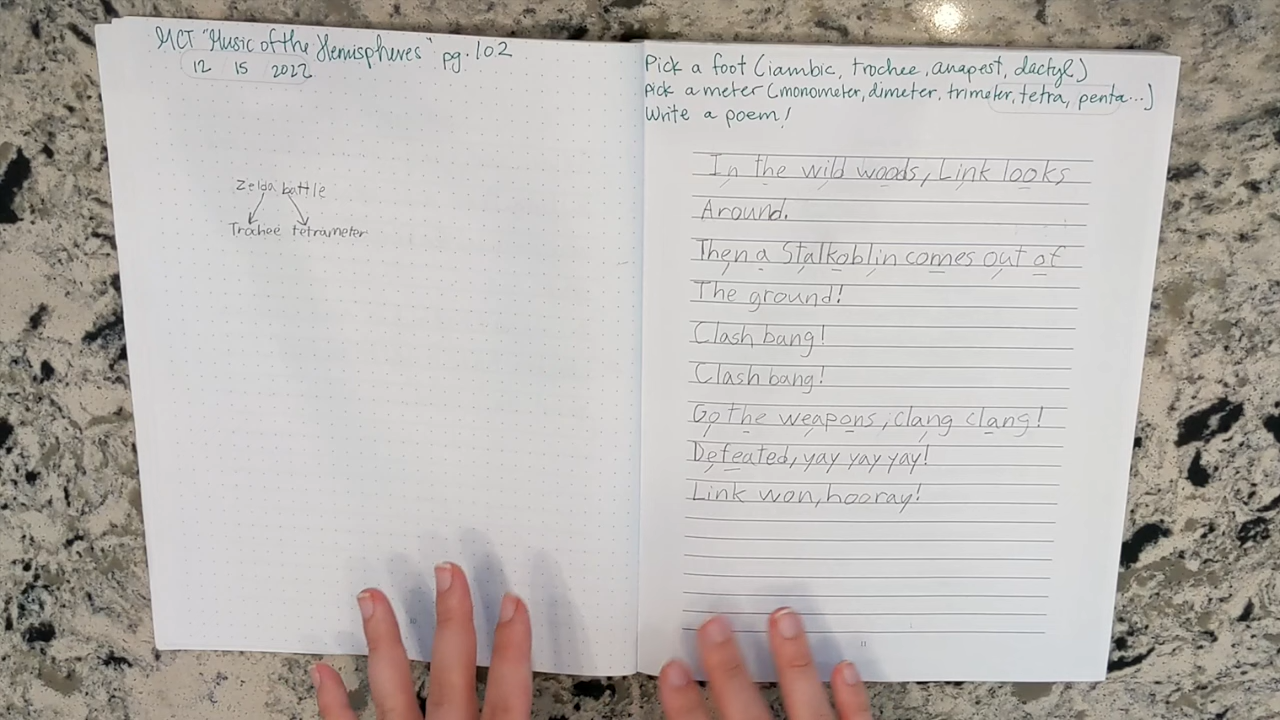 MCT "Music of the Hemispheres" pg. 102
12 15 2022
Zelda battle
Trochee tetrameter
10
Pick a foot (iambic, trochee, anapest, dactyl)
Pick a meter (monometer, dimeter, trimeter, tetra, penta...)
Write a poem!
In the wild woods, Link looks
Around.
Then a Stalkoblin comes out of
The ground!
Clash bang!
Clash bang!
Go the weapons, clang clang!
Defeated, yay yay yay!
Link won, hooray!
11